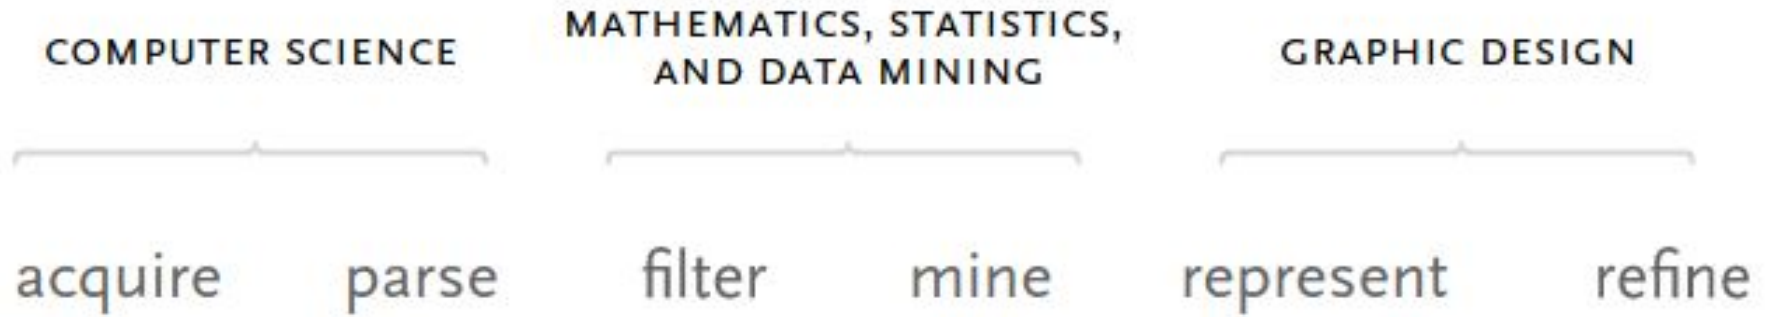 COMPUTER SCIENCE
MATHEMATICS, STATISTICS,
AND DATA MINING
GRAPHIC DESIGN
acquire parse filter mine represent refine